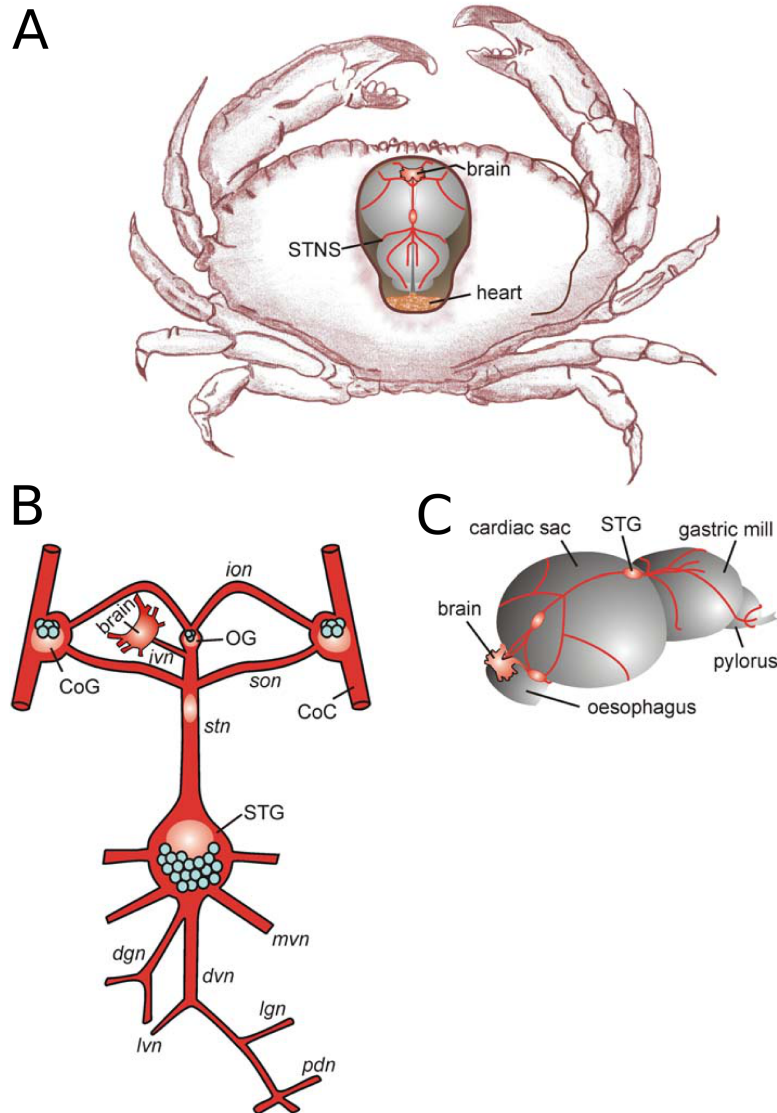 A
brain
STNS
heart
B
ion
brain
OG
ivn
CoG
son
CoC
stn
STG
mvn
dgn
dvn
lgn
lvn
pdn
C
cardiac sac
STG
gastric mill
brain
pylorus
oesophagus